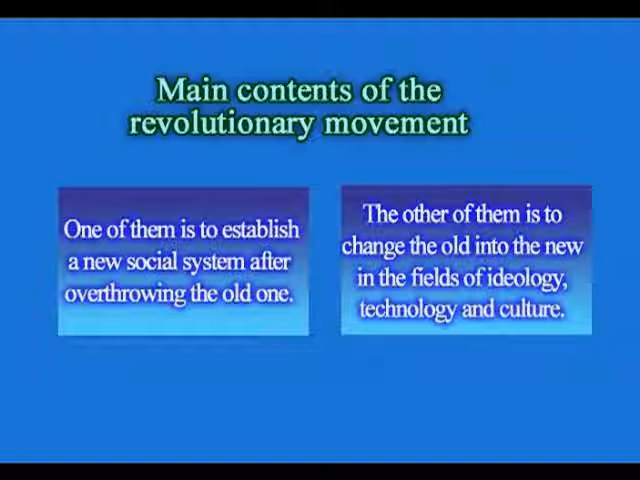 Main contents of the
revolutionary movement
One of them is to establish
a new social system after
overthrowing the old one.
The other of them is to
change the old into the new
in the fields of ideology,
technology and culture.